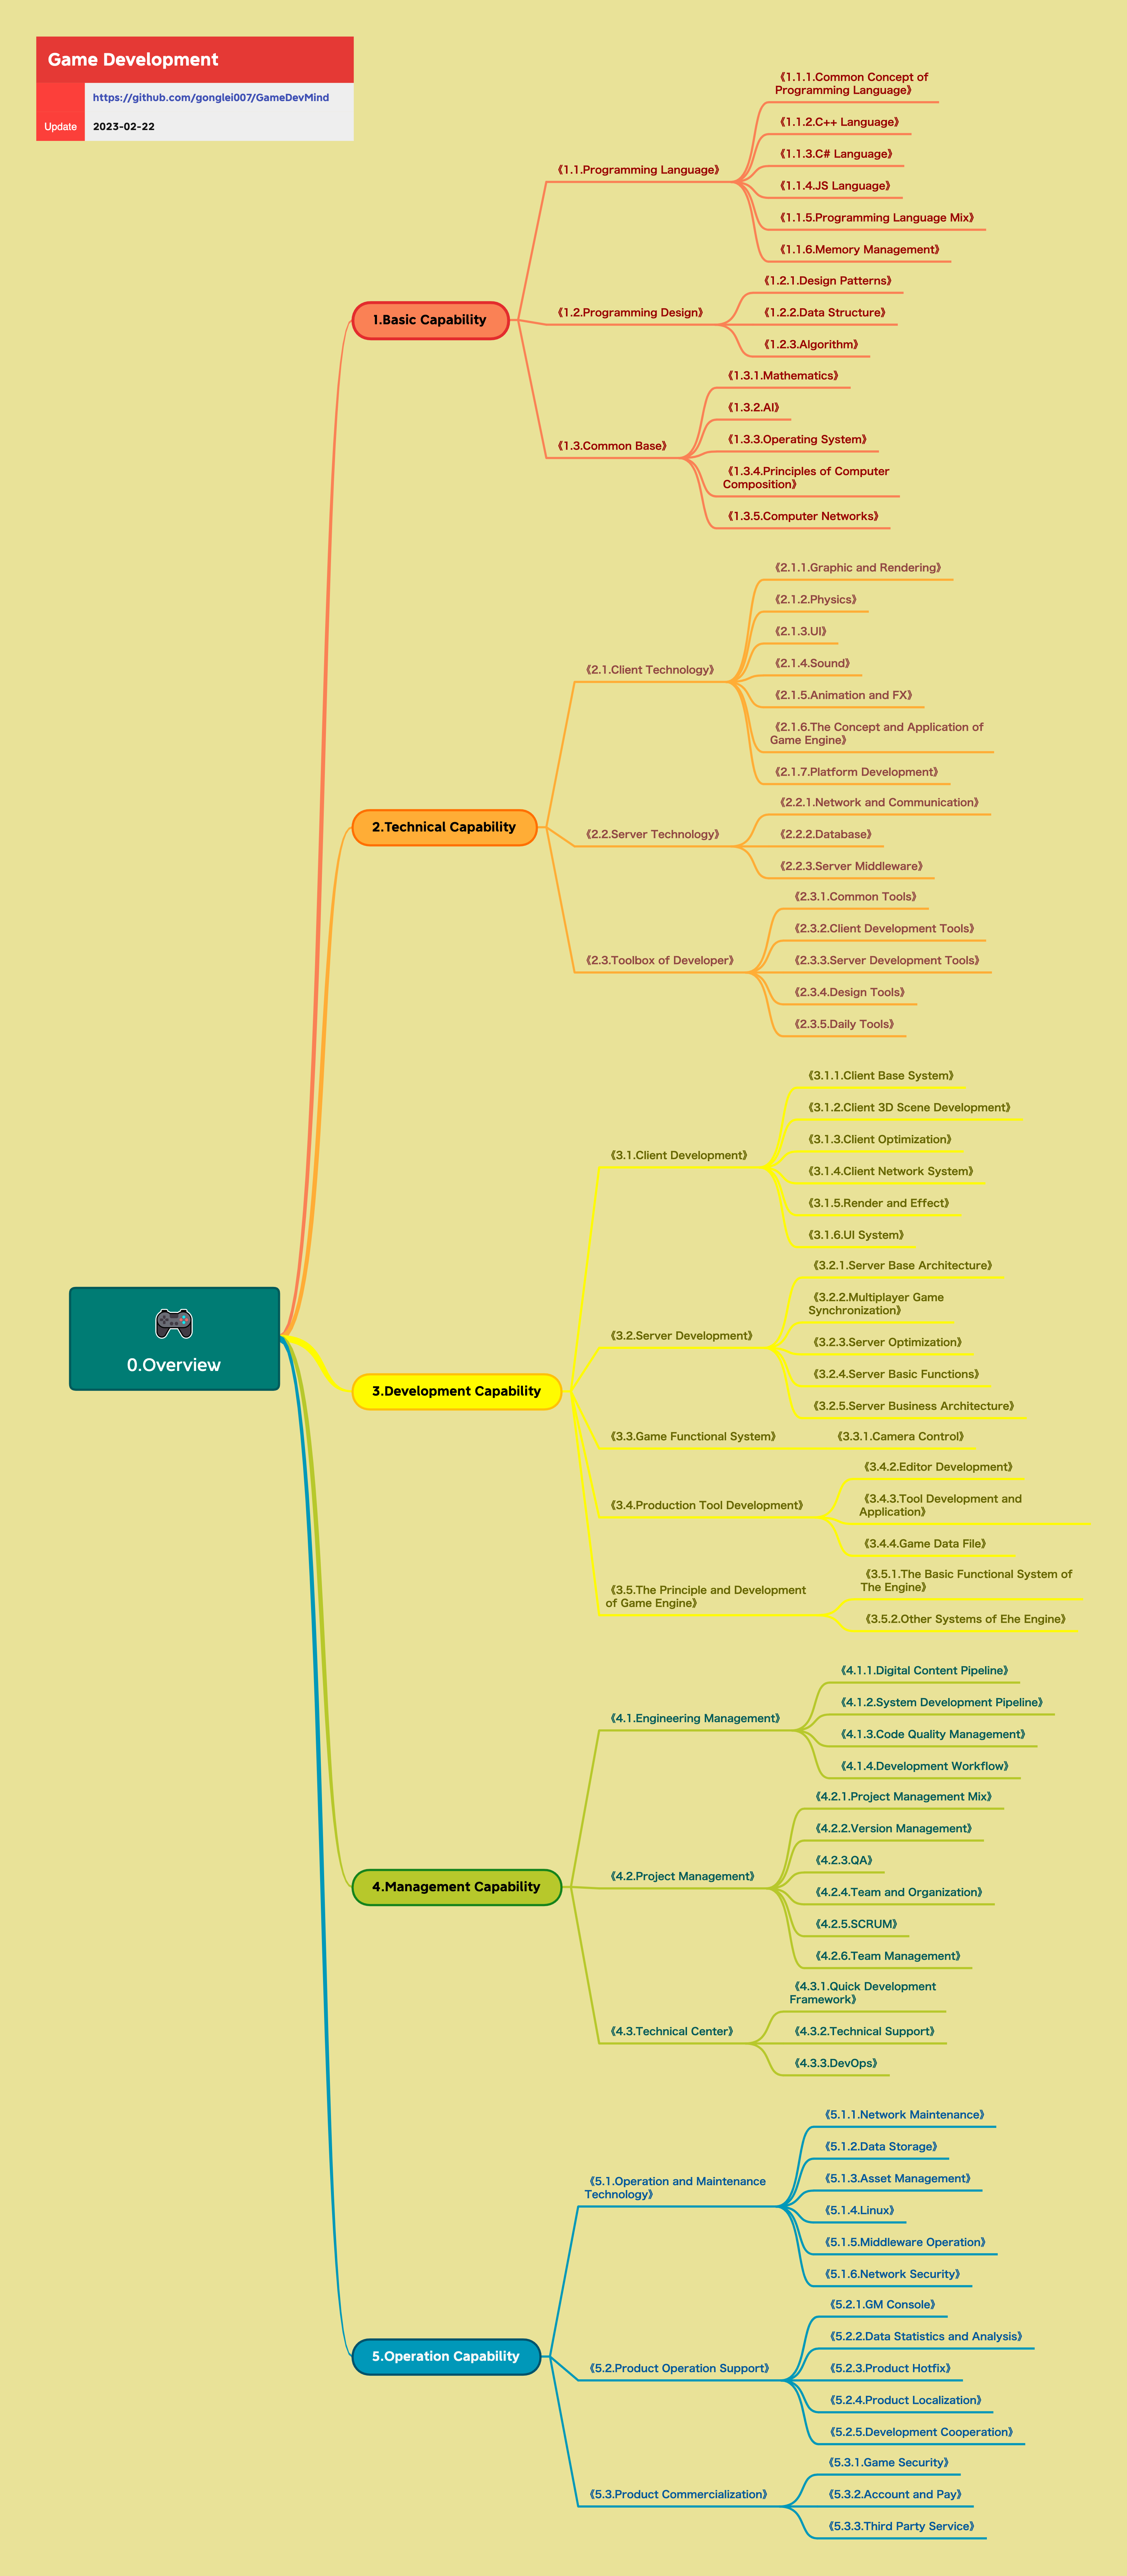 Game Development
https://github.com/gonglei007/GameDevMind
Update 2023-02-22
0.Overview
1.Basic Capability
《1.1.Programming Language》
《1.1.1.Common Concept of
Programming Language》
《1.1.2.C++ Language》
《1.1.3.C# Language》
《1.1.4.JS Language》
《1.1.5.Programming Language Mix》
《1.1.6.Memory Management》
《1.2.Programming Design》
《1.2.1.Design Patterns》
《1.2.2.Data Structure》
《1.2.3.Algorithm》
《1.3.Common Base》
《1.3.1.Mathematics》
《1.3.2.AI》
《1.3.3.Operating System》
《1.3.4.Principles of Computer
Composition》
《1.3.5.Computer Networks》
2.Technical Capability
《2.1.Client Technology》
《2.1.1.Graphic and Rendering》
《2.1.2.Physics》
《2.1.3.UI》
《2.1.4.Sound》
《2.1.5.Animation and FX》
《2.1.6.The Concept and Application of
Game Engine》
《2.1.7.Platform Development》
《2.2.Server Technology》
《2.2.1.Network and Communication》
《2.2.2.Database》
《2.2.3.Server Middleware》
《2.3.Toolbox of Developer》
《2.3.1.Common Tools》
《2.3.2.Client Development Tools》
《2.3.3.Server Development Tools》
《2.3.4.Design Tools》
《2.3.5.Daily Tools》
3.Development Capability
《3.1.Client Development》
《3.1.1.Client Base System》
《3.1.2.Client 3D Scene Development》
《3.1.3.Client Optimization》
《3.1.4.Client Network System》
《3.1.5.Render and Effect》
《3.1.6.UI System》
《3.2.Server Development》
《3.2.1.Server Base Architecture》
《3.2.2.Multiplayer Game
Synchronization》
《3.2.3.Server Optimization》
《3.2.4.Server Basic Functions》
《3.2.5.Server Business Architecture》
《3.3.Game Functional System》
《3.3.1.Camera Control》
《3.4.Production Tool Development》
《3.4.2.Editor Development》
《3.4.3.Tool Development and
Application》
《3.4.4.Game Data File》
《3.5.The Principle and Development
of Game Engine》
《3.5.1.The Basic Functional System of
The Engine》
《3.5.2.Other Systems of Ehe Engine》
4.Management Capability
《4.1.Engineering Management》
《4.1.1.Digital Content Pipeline》
《4.1.2.System Development Pipeline》
《4.1.3.Code Quality Management》
《4.1.4.Development Workflow》
《4.2.Project Management》
《4.2.1.Project Management Mix》
《4.2.2.Version Management》
《4.2.3.QA》
《4.2.4.Team and Organization》
《4.2.5.SCRUM》
《4.2.6.Team Management》
《4.3.Technical Center》
《4.3.1.Quick Development
Framework》
《4.3.2.Technical Support》
《4.3.3.DevOps》
5.Operation Capability
《5.1.Operation and Maintenance
Technology》
《5.1.1.Network Maintenance》
《5.1.2.Data Storage》
《5.1.3.Asset Management》
《5.1.4.Linux》
《5.1.5.Middleware Operation》
《5.1.6.Network Security》
《5.2.Product Operation Support》
《5.2.1.GM Console》
《5.2.2.Data Statistics and Analysis》
《5.2.3.Product Hotfix》
《5.2.4.Product Localization》
《5.2.5.Development Cooperation》
《5.3.Product Commercialization》
《5.3.1.Game Security》
《5.3.2.Account and Pay》
《5.3.3.Third Party Service》